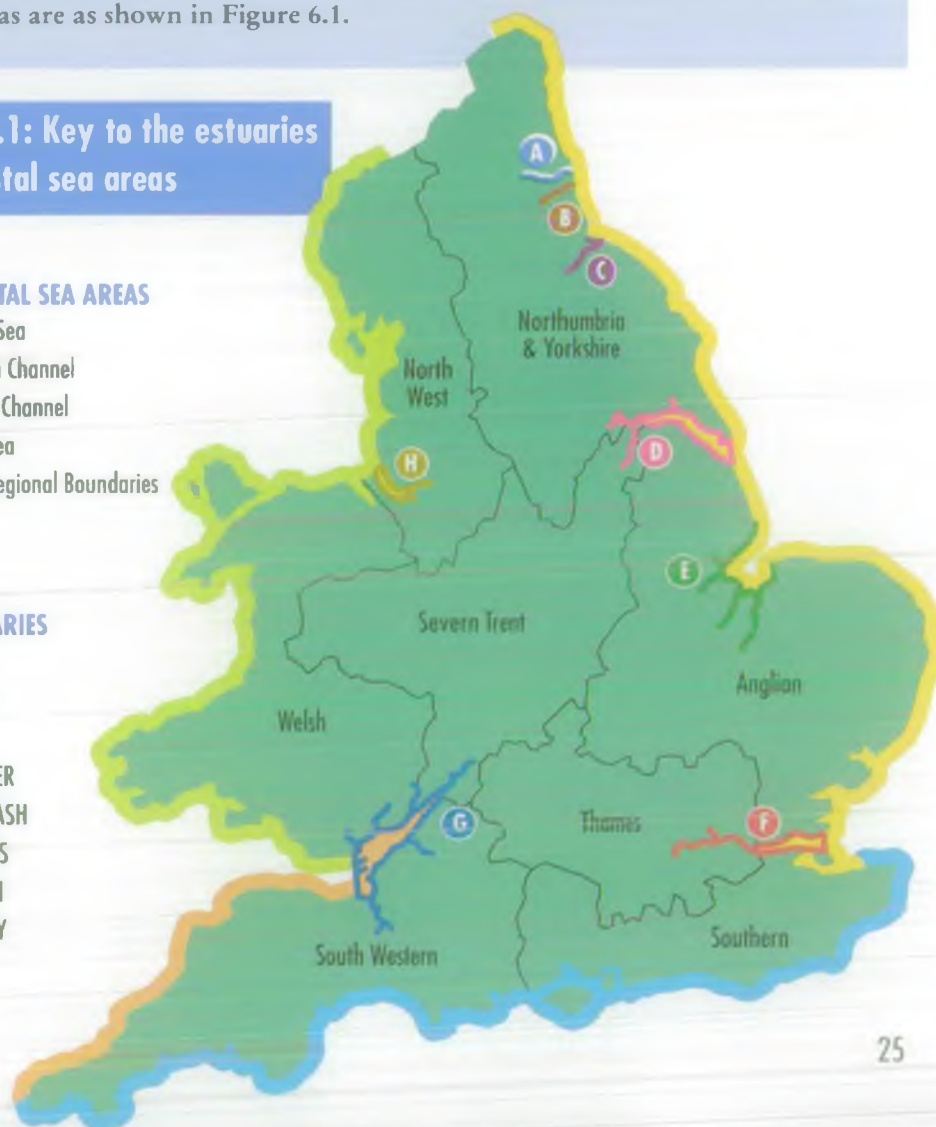 as are as shown in Figure 6.1.
.1: Key to the estuaries
stal sea areas
TAL SEA AREAS
Sea
Channel
Channel
ea
egional Boundaries
ARIES
ER
ASH
S
Y
A
B
C
Northumbria
& Yorkshire
North
West
D
H
E
Severn Trent
Anglian
Welsh
G
Thames
F
South Western
Southern
25